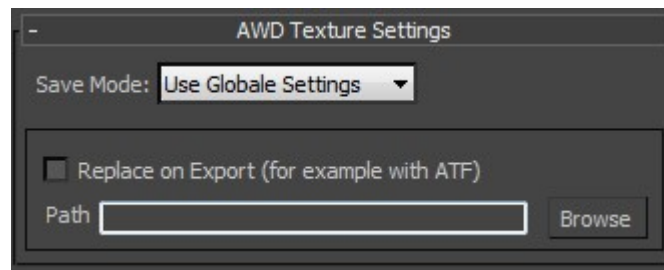 - AWD Texture Settings
Save Mode: Use Globale Settings
Replace on Export (for example with ATF)
Path Browse